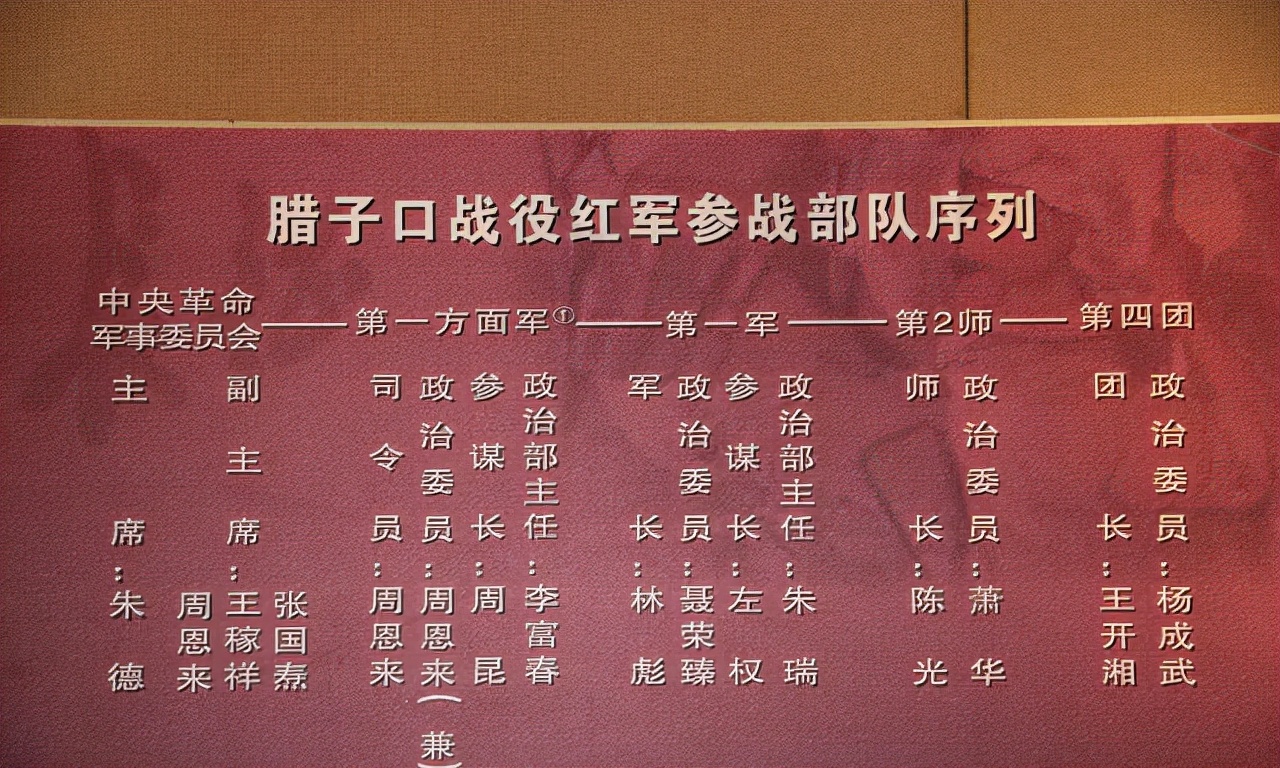 腊子口战役红军参战部队序列
中央革命
军事委员会
第一方面军①
第一军
第2师
第四团
主席：朱德
副主席：周恩来 王稼祥 张国焘
司令员：周恩来
政治委员：周恩来（兼）
参谋长：周昆
政治部主任：李富春
军长：林彪
政治委员：聂荣臻
参谋长：左权
政治部主任：朱瑞
师长：陈光
政治委员：萧华
团长：王开湘
政治委员：杨成武